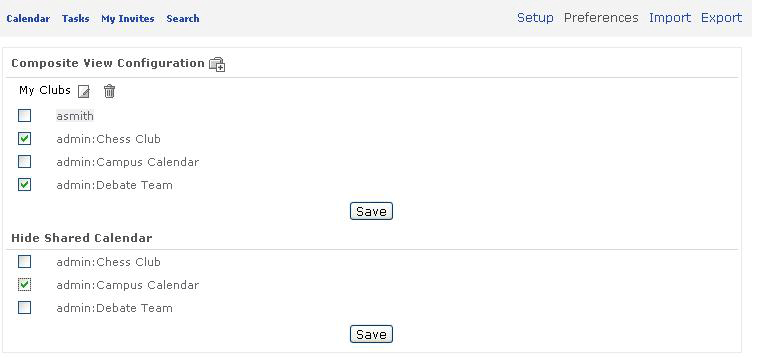 Calendar Tasks My Invites Search Setup Preferences Import Export
Composite View Configuration
My Clubs
asmith
admin:Chess Club
admin:Campus Calendar
admin:Debate Team
Save
Hide Shared Calendar
admin:Chess Club
admin:Campus Calendar
admin:Debate Team
Save